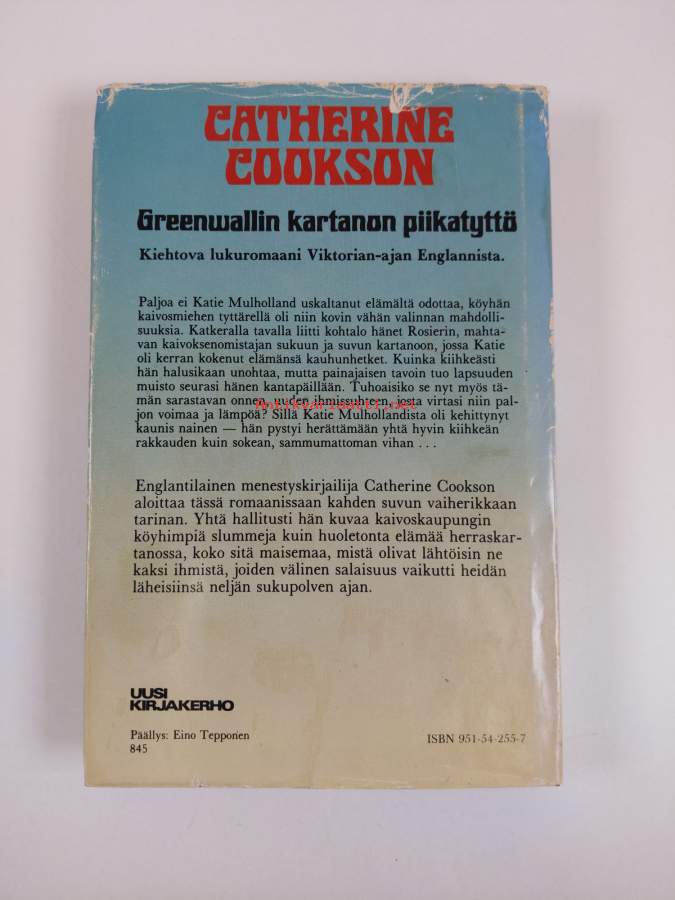 CATHERINE
COOKSON
Greenwallin kartanon piikatyttö
Kiehtova lukuromaani Viktorian-ajan Englannista.
Paljoa ei Katie Mulholland uskaltanut elämältä odottaa, köyhän
kaivosmiehen tyttärellä oli niin kovin vähän valinnan mahdolli-
suuksia. Katkeralla tavalla liitti kohtalo hänet Rosierin, mahta-
van kaivoksenomistajan sukuun ja suvun kartanoon, jossa Katie
oli kerran kokenut elämänsä kauhunhetket. Kuinka kiihkeästi
hän halusikaan unohtaa, mutta painajaisen tavoin tuo lapsuuden
muisto seurasi hänen kantapäillään. Tuhoaisiko se nyt myös tä-
män sarastavan onnen, uuden ihmissuhteen, josta virtasi niin pal-
Antikvariaatti.net
jon voimaa ja lämpöä? Sillä Katie Mulhollandista oli kehittynyt
kaunis nainen — hän pystyi herättämään yhtä hyvin kiihkeän
rakkauden kuin sokean, sammumattoman vihan . . .
Englantilainen menestyskirjailija Catherine Cookson
aloittaa tässä romaanissaan kahden suvun vaiherikkaan
tarinan. Yhtä hallitusti hän kuvaa kaivoskaupungin
köyhimpiä slummeja kuin huoletonta elämää herraskar-
tanossa, koko sitä maisemaa, mistä olivat lähtöisin ne
kaksi ihmistä, joiden välinen salaisuus vaikutti heidän
läheisiinsä neljän sukupolven ajan.
UUSI
KIRJAKERHO
Päällys: Eino Tepponen
845
ISBN 951-54-255-7